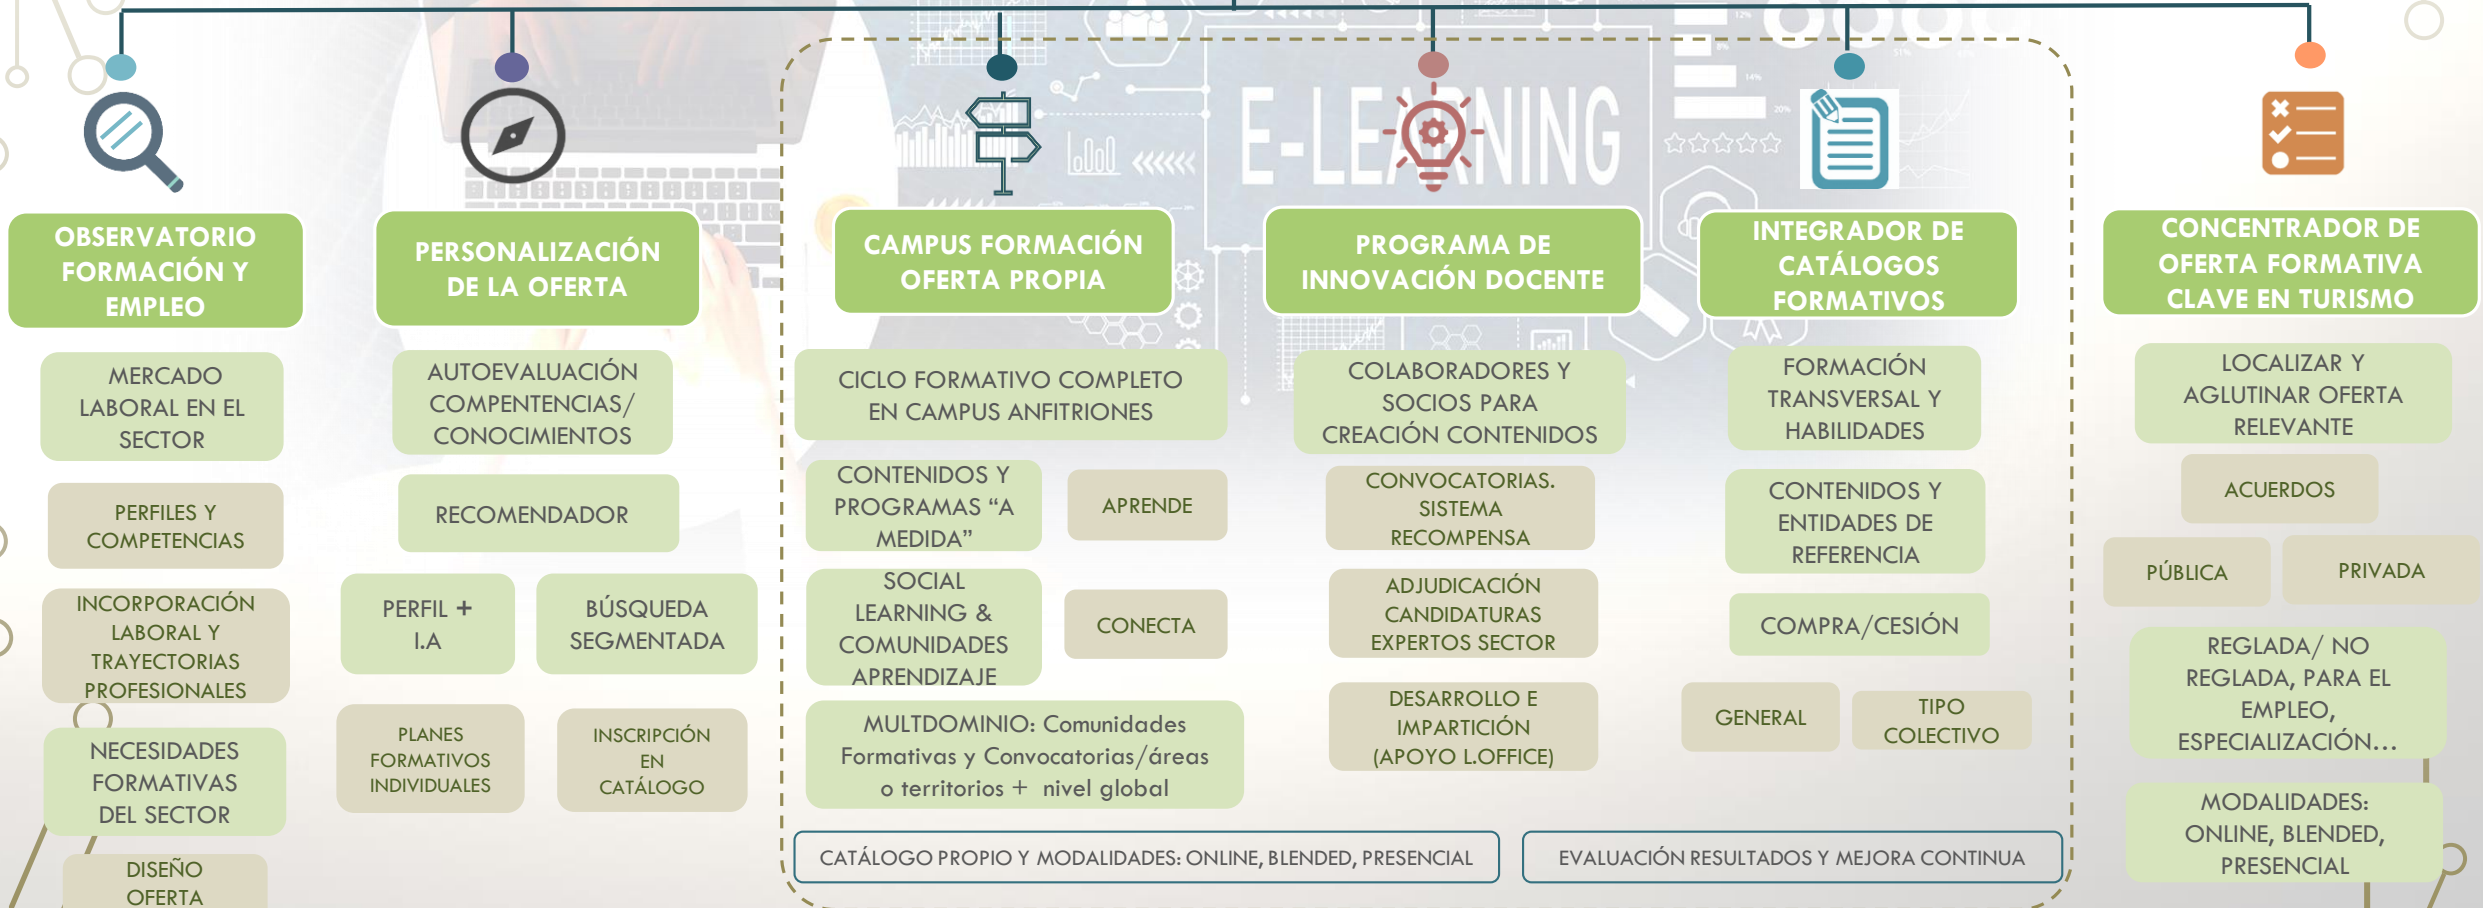 E-LEARNING
12%
8%
14%
20%
51%
OBSERVATORIO
FORMACIÓN Y
EMPLEO
MERCADO
LABORAL EN EL
SECTOR
PERFILES Y
COMPETENCIAS
INCORPORACIÓN
LABORAL Y
TRAYECTORIAS
PROFESIONALES
NECESIDADES
FORMATIVAS
DEL SECTOR
DISEÑO
OFERTA
PERSONALIZACIÓN
DE LA OFERTA
AUTOEVALUACIÓN
COMPENTENCIAS/
CONOCIMIENTOS
RECOMENDADOR
PERFIL +
I.A
BÚSQUEDA
SEGMENTADA
PLANES
FORMATIVOS
INDIVIDUALES
INSCRIPCIÓN
EN
CATÁLOGO
CAMPUS FORMACIÓN
OFERTA PROPIA
CICLO FORMATIVO COMPLETO
EN CAMPUS ANFITRIONES
CONTENIDOS Y
PROGRAMAS “A
MEDIDA”
APRENDE
SOCIAL
LEARNING &
COMUNIDADES
APRENDIZAJE
CONECTA
MULTDOMINIO: Comunidades
Formativas y Convocatorias/áreas
o territorios + nivel global
PROGRAMA DE
INNOVACIÓN DOCENTE
COLABORADORES Y
SOCIOS PARA
CREACIÓN CONTENIDOS
CONVOCATORIAS.
SISTEMA
RECOMPENSA
ADJUDICACIÓN
CANDIDATURAS
EXPERTOS SECTOR
DESARROLLO E
IMPARTICIÓN
(APOYO L.OFFICE)
INTEGRADOR DE
CATÁLOGOS
FORMATIVOS
FORMACIÓN
TRANSVERSAL Y
HABILIDADES
CONTENIDOS Y
ENTIDADES DE
REFERENCIA
COMPRA/CESIÓN
GENERAL
TIPO
COLECTIVO
CATÁLOGO PROPIO Y MODALIDADES: ONLINE, BLENDED, PRESENCIAL
EVALUACIÓN RESULTADOS Y MEJORA CONTINUA
CONCENTRADOR DE
OFERTA FORMATIVA
CLAVE EN TURISMO
LOCALIZAR Y
AGLUTINAR OFERTA
RELEVANTE
ACUERDOS
PÚBLICA
PRIVADA
REGLADA/ NO
REGLADA, PARA EL
EMPLEO,
ESPECIALIZACIÓN...
MODALIDADES:
ONLINE, BLENDED,
PRESENCIAL